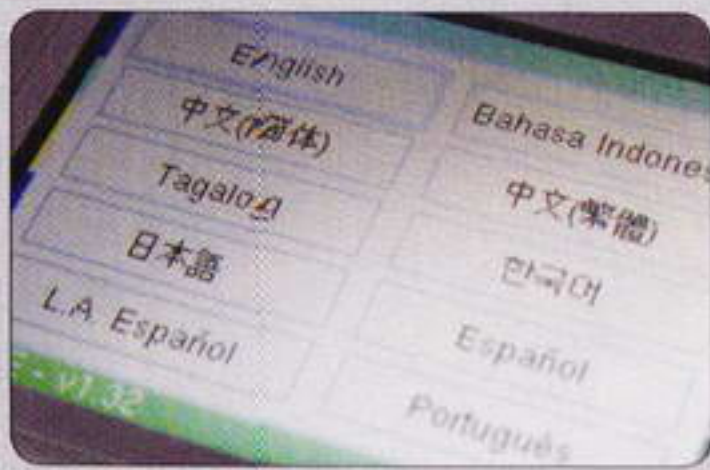 English
Bahasa Indones
中文(简体)
中文(繁體)
Tagalog
한국어
日本語
Español
L.A. Español
Português
- v1.32